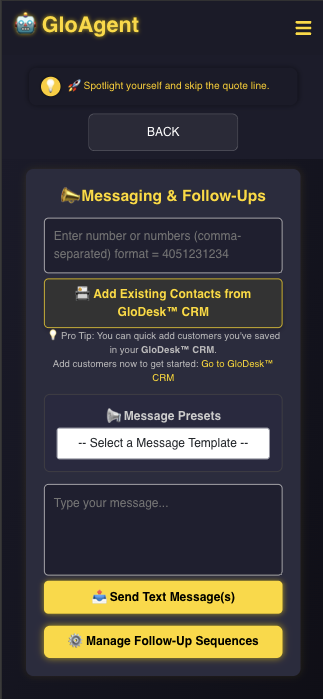 GloAgent
Spotlight yourself and skip the quote line.
BACK
Messaging & Follow-Ups
Enter number or numbers (comma-
separated) format = 4051231234
Add Existing Contacts from
GloDesk™ CRM
Pro Tip: You can quick add customers you've saved
in your GloDesk™ CRM.
Add customers now to get started: Go to GloDesk™
CRM
Message Presets
-- Select a Message Template --
Type your message...
Send Text Message(s)
Manage Follow-Up Sequences